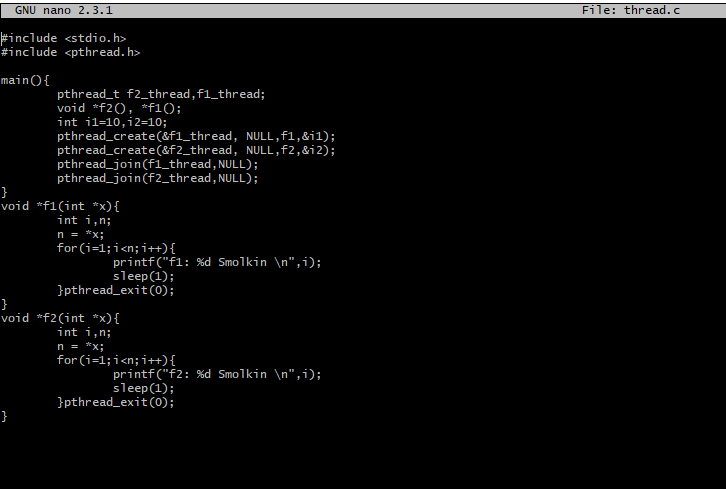 GNU nano 2.3.1 File: thread.c
#include <stdio.h>
#include <pthread.h>
main(){
pthread_t f2_thread,f1_thread;
void *f2(), *f1();
int i1=10,i2=10;
pthread_create(&f1_thread, NULL,f1,&i1);
pthread_create(&f2_thread, NULL,f2,&i2);
pthread_join(f1_thread,NULL);
pthread_join(f2_thread,NULL);
}
void *f1(int *x){
int i,n;
n = *x;
for(i=1;i<n;i++){
printf("f1: %d Smolkin \n",i);
sleep(1);
}pthread_exit(0);
}
void *f2(int *x){
int i,n;
n = *x;
for(i=1;i<n;i++){
printf("f2: %d Smolkin \n",i);
sleep(1);
}pthread_exit(0);
}